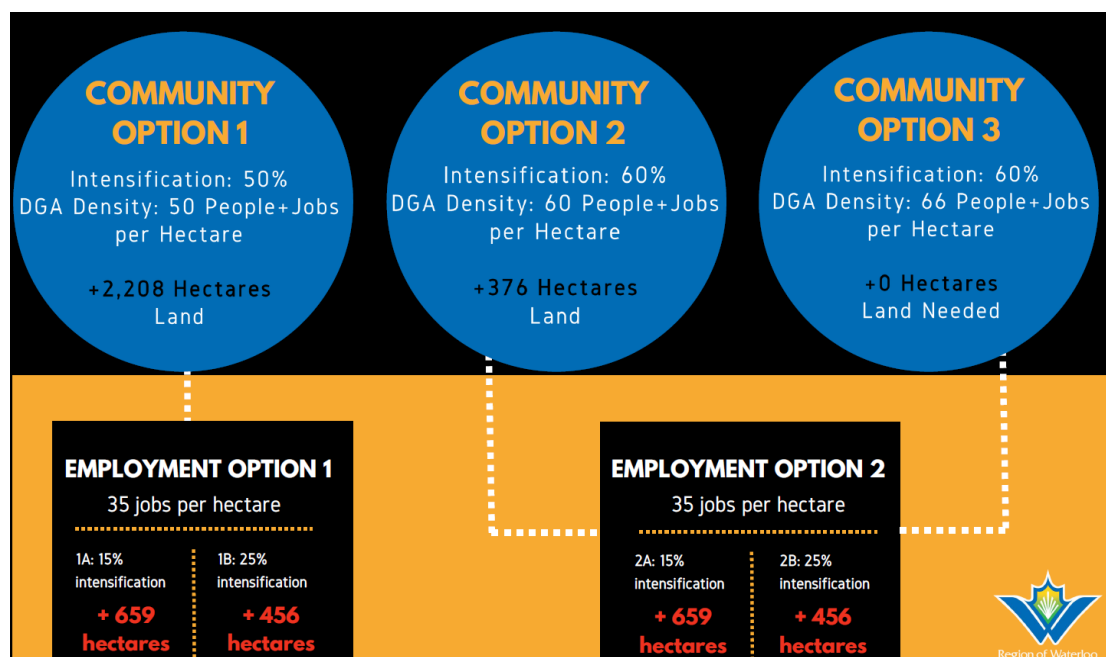 COMMUNITY
OPTION 1
Intensification: 50%
DGA Density: 50 People+Jobs
per Hectare
+2,208 Hectares
Land
COMMUNITY
OPTION 2
Intensification: 60%
DGA Density: 60 People+Jobs
per Hectare
+376 Hectares
Land
COMMUNITY
OPTION 3
Intensification: 60%
DGA Density: 66 People+Jobs
per Hectare
+0 Hectares
Land Needed
EMPLOYMENT OPTION 1
35 jobs per hectare
1A: 15%
intensification
+ 659
hectares
1B: 25%
intensification
+ 456
hectares
EMPLOYMENT OPTION 2
35 jobs per hectare
2A: 15%
intensification
+ 659
hectares
2B: 25%
intensification
+ 456
hectares
Region of Waterloo